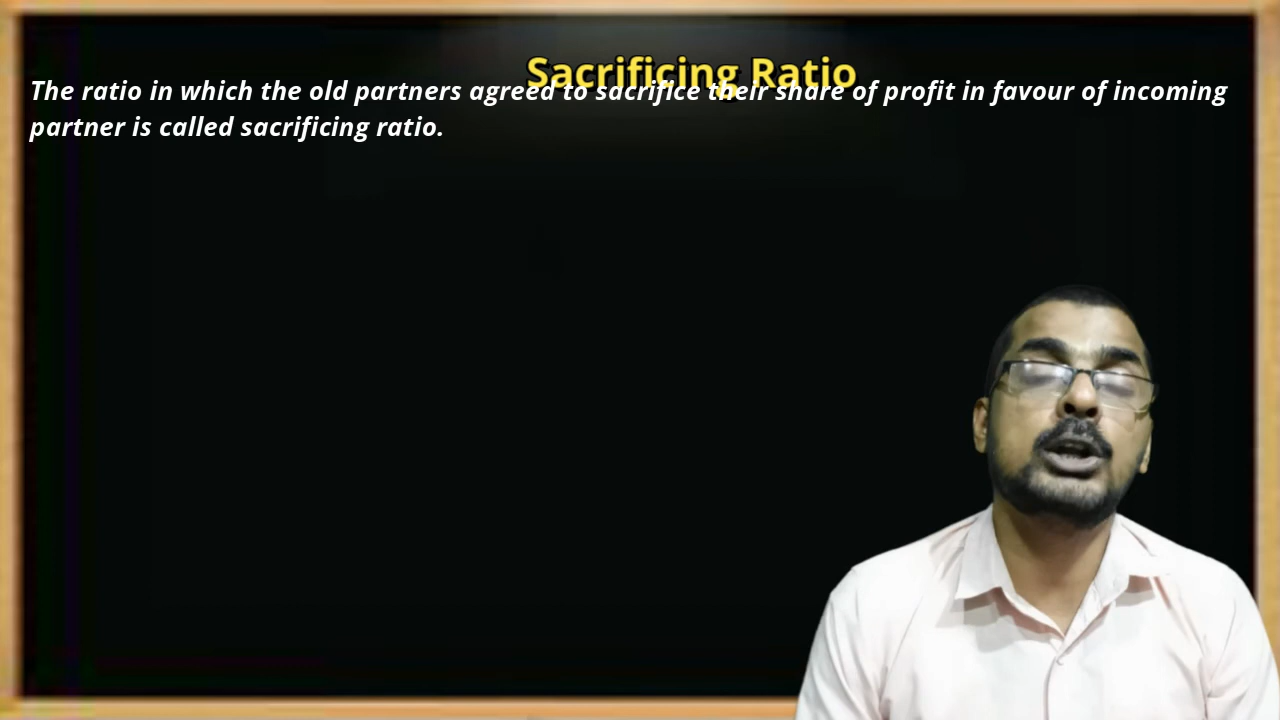 Sacrificing Ratio
The ratio in which the old partners agreed to sacrifice their share of profit in favour of incoming
partner is called sacrificing ratio.